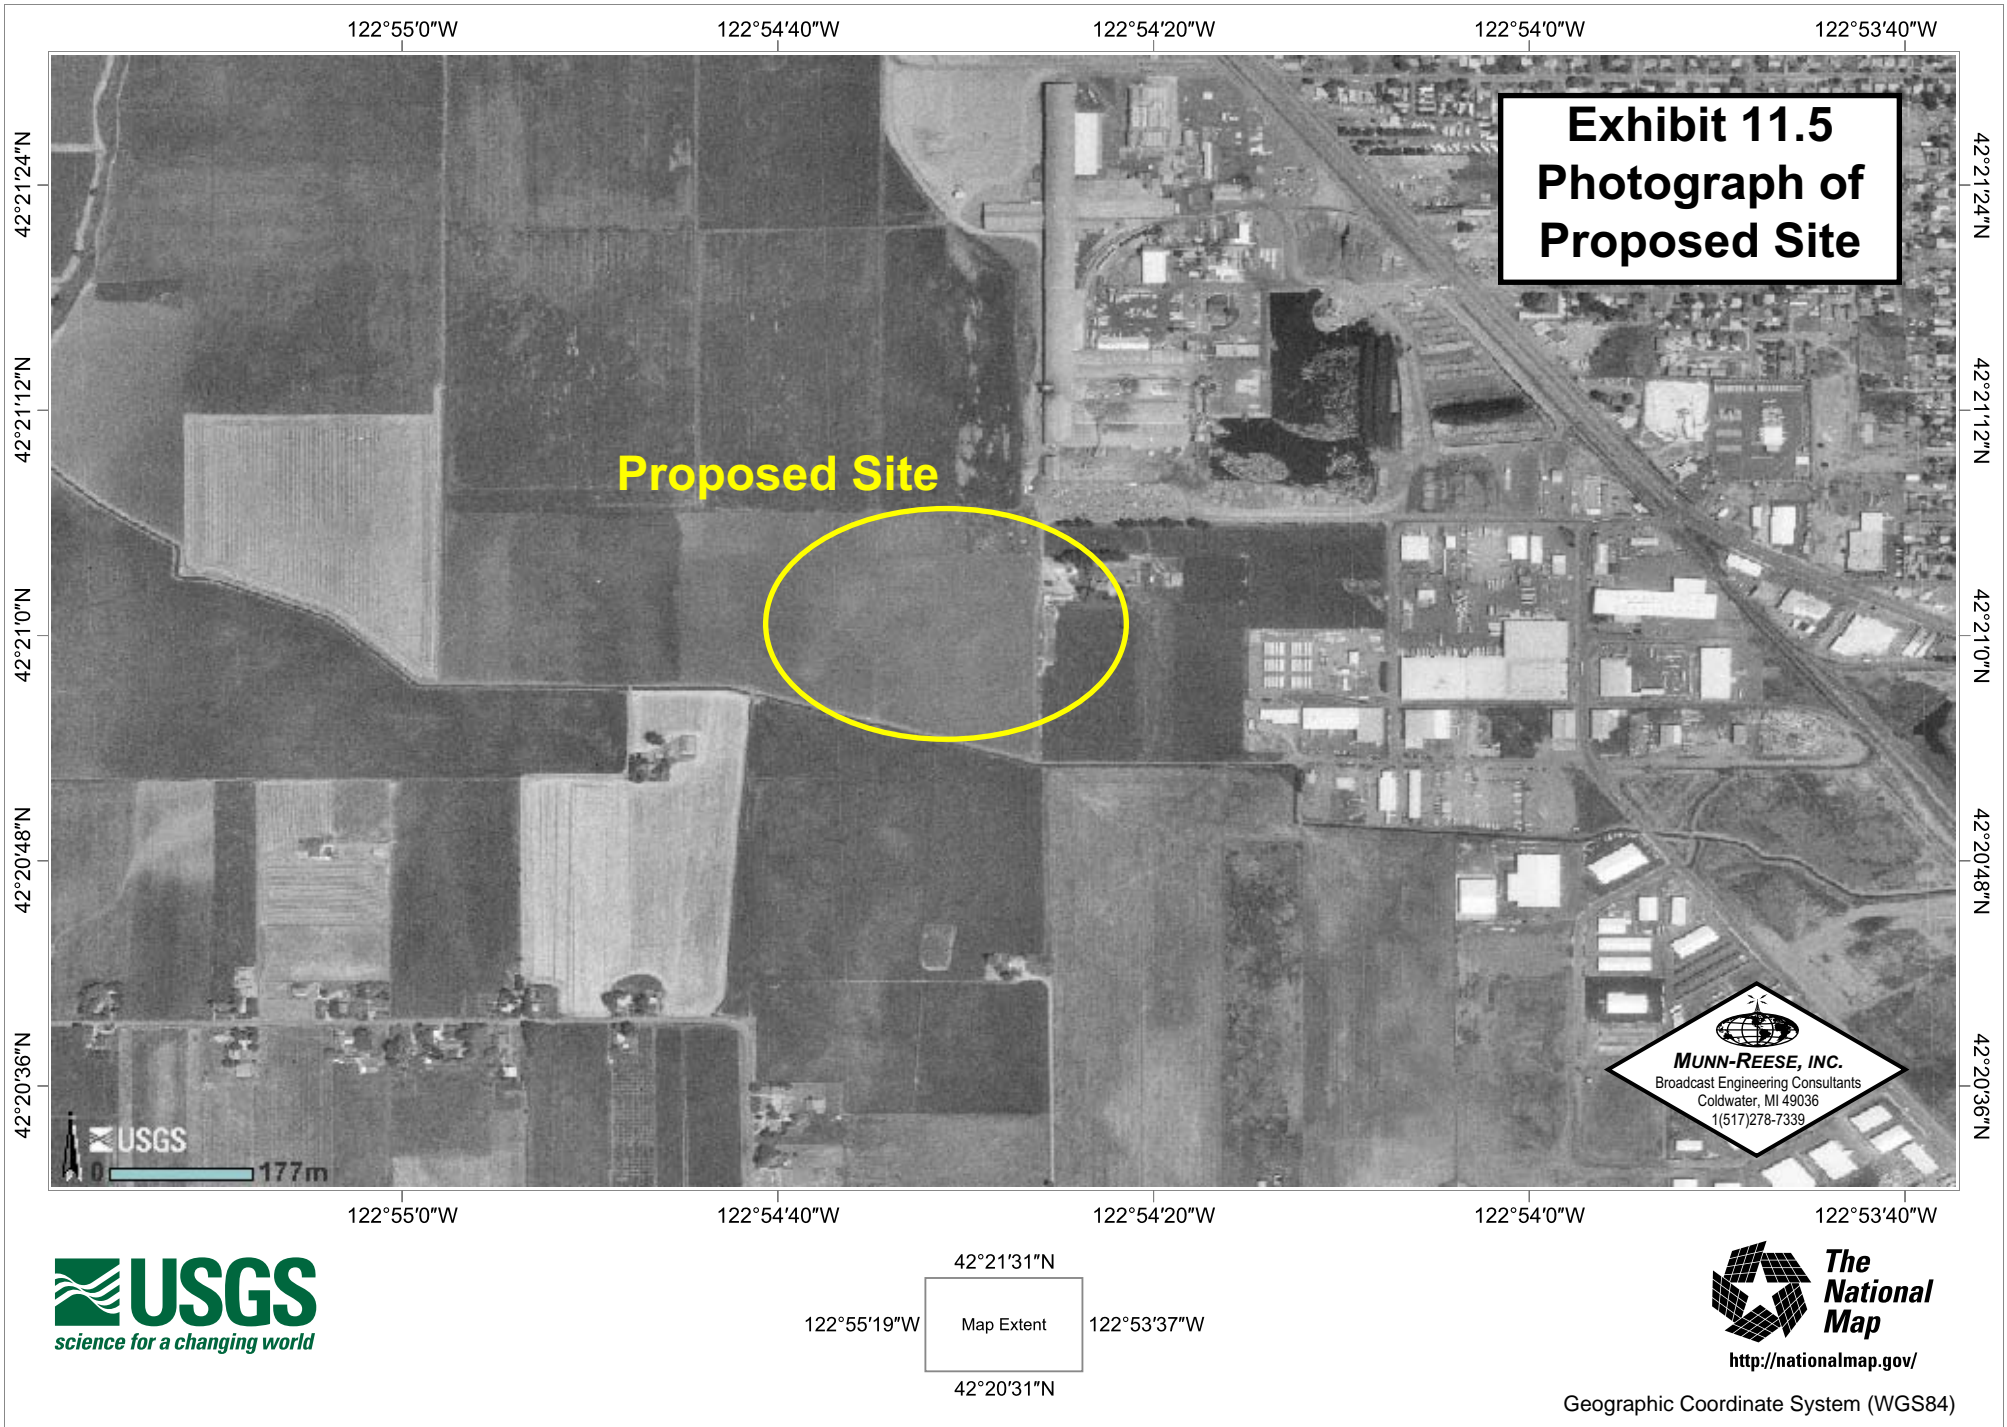 122°55'0"W 122°54'40"W 122°54'20"W 122°54'0"W 122°53'40"W
42°21'24"N
42°21'12"N
42°21'0"N
42°20'48"N
42°20'36"N
Exhibit 11.5
Photograph of
Proposed Site
Proposed Site
42°21'24"N
42°21'12"N
42°21'0"N
42°20'48"N
42°20'36"N
MUNN-REESE, INC.
Broadcast Engineering Consultants
Coldwater, MI 49036
1(517)278-7339
USGS
0 177m
122°55'0"W 122°54'40"W 122°54'20"W 122°54'0"W 122°53'40"W
USGS
science for a changing world
42°21'31"N
122°55'19"W Map Extent 122°53'37"W
42°20'31"N
The
National
Map
http://nationalmap.gov/
Geographic Coordinate System (WGS84)